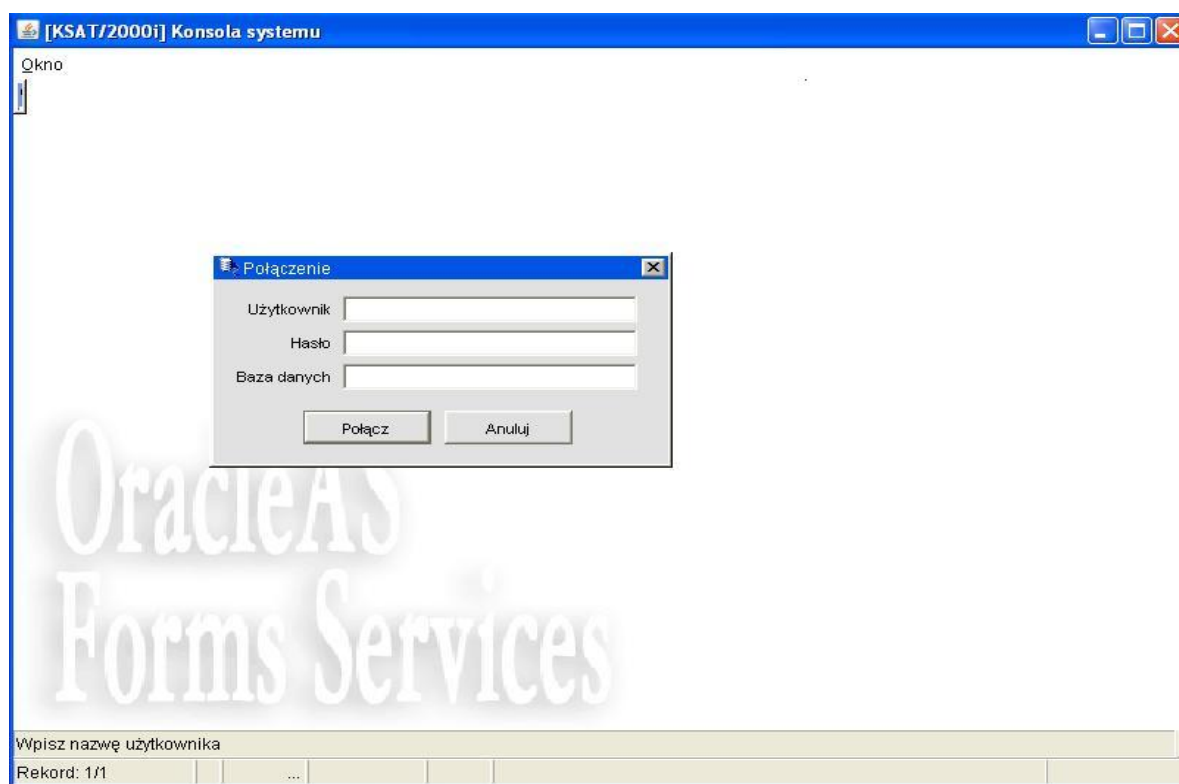 [KSAT/2000i] Konsola systemu
Okno
Połączenie
Użytkownik
Hasło
Baza danych
Połącz Anuluj
OracleAS
Forms Services
Wpisz nazwę użytkownika
Rekord: 1/1 ...